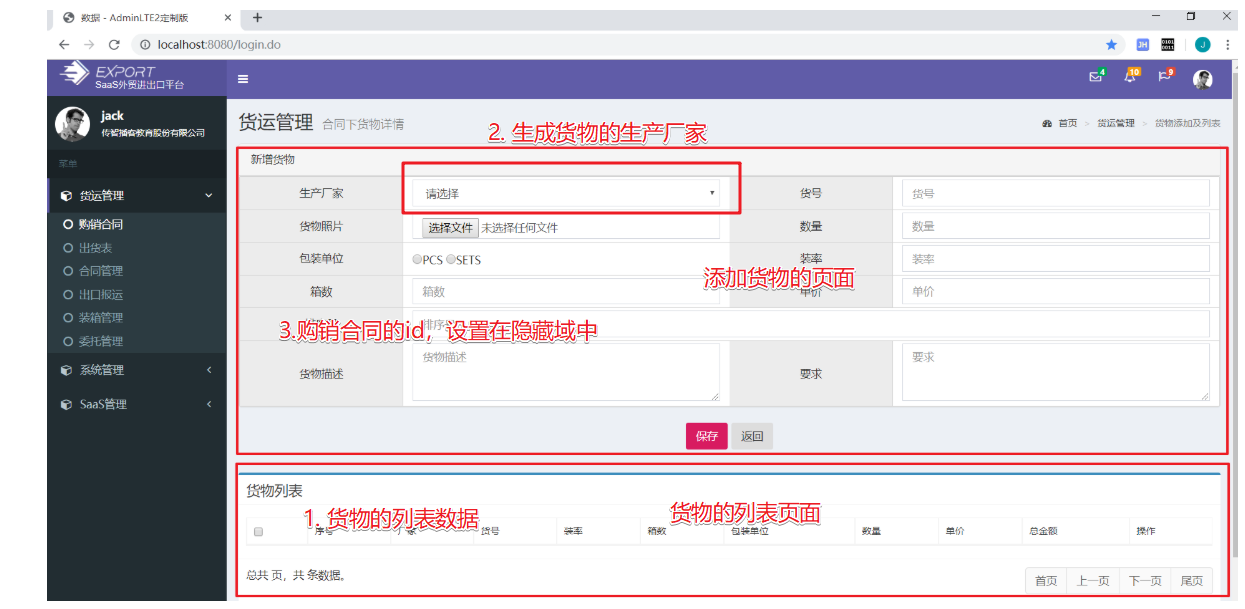 数据 - AdminLTE2定制版
localhost:8080/login.do
JH
0101
0011
J
EXPORT
SaaS外贸进出口平台
4
10
9
jack
传智播客教育股份有限公司
菜单
货运管理
购销合同
出货表
合同管理
出口报运
装箱管理
委托管理
系统管理
SaaS管理
货运管理 合同下货物详情
首页 > 货运管理 > 货物添加及列表
2. 生成货物的生产厂家
新增货物
生产厂家 请选择 货号 货号
货物照片 选择文件 未选择任何文件 数量 数量
包装单位 PCS SETS 装率 装率
添加货物的页面
箱数 箱数 单价 单价
3.购销合同的id，设置在隐藏域中
货物描述 货物描述 要求 要求
保存 返回
货物列表
1. 货物的列表数据
货物的列表页面
序号 厂家 货号 装率 箱数 包装单位 数量 单价 总金额 操作
总共 页，共 条数据。
首页 上一页 下一页 尾页